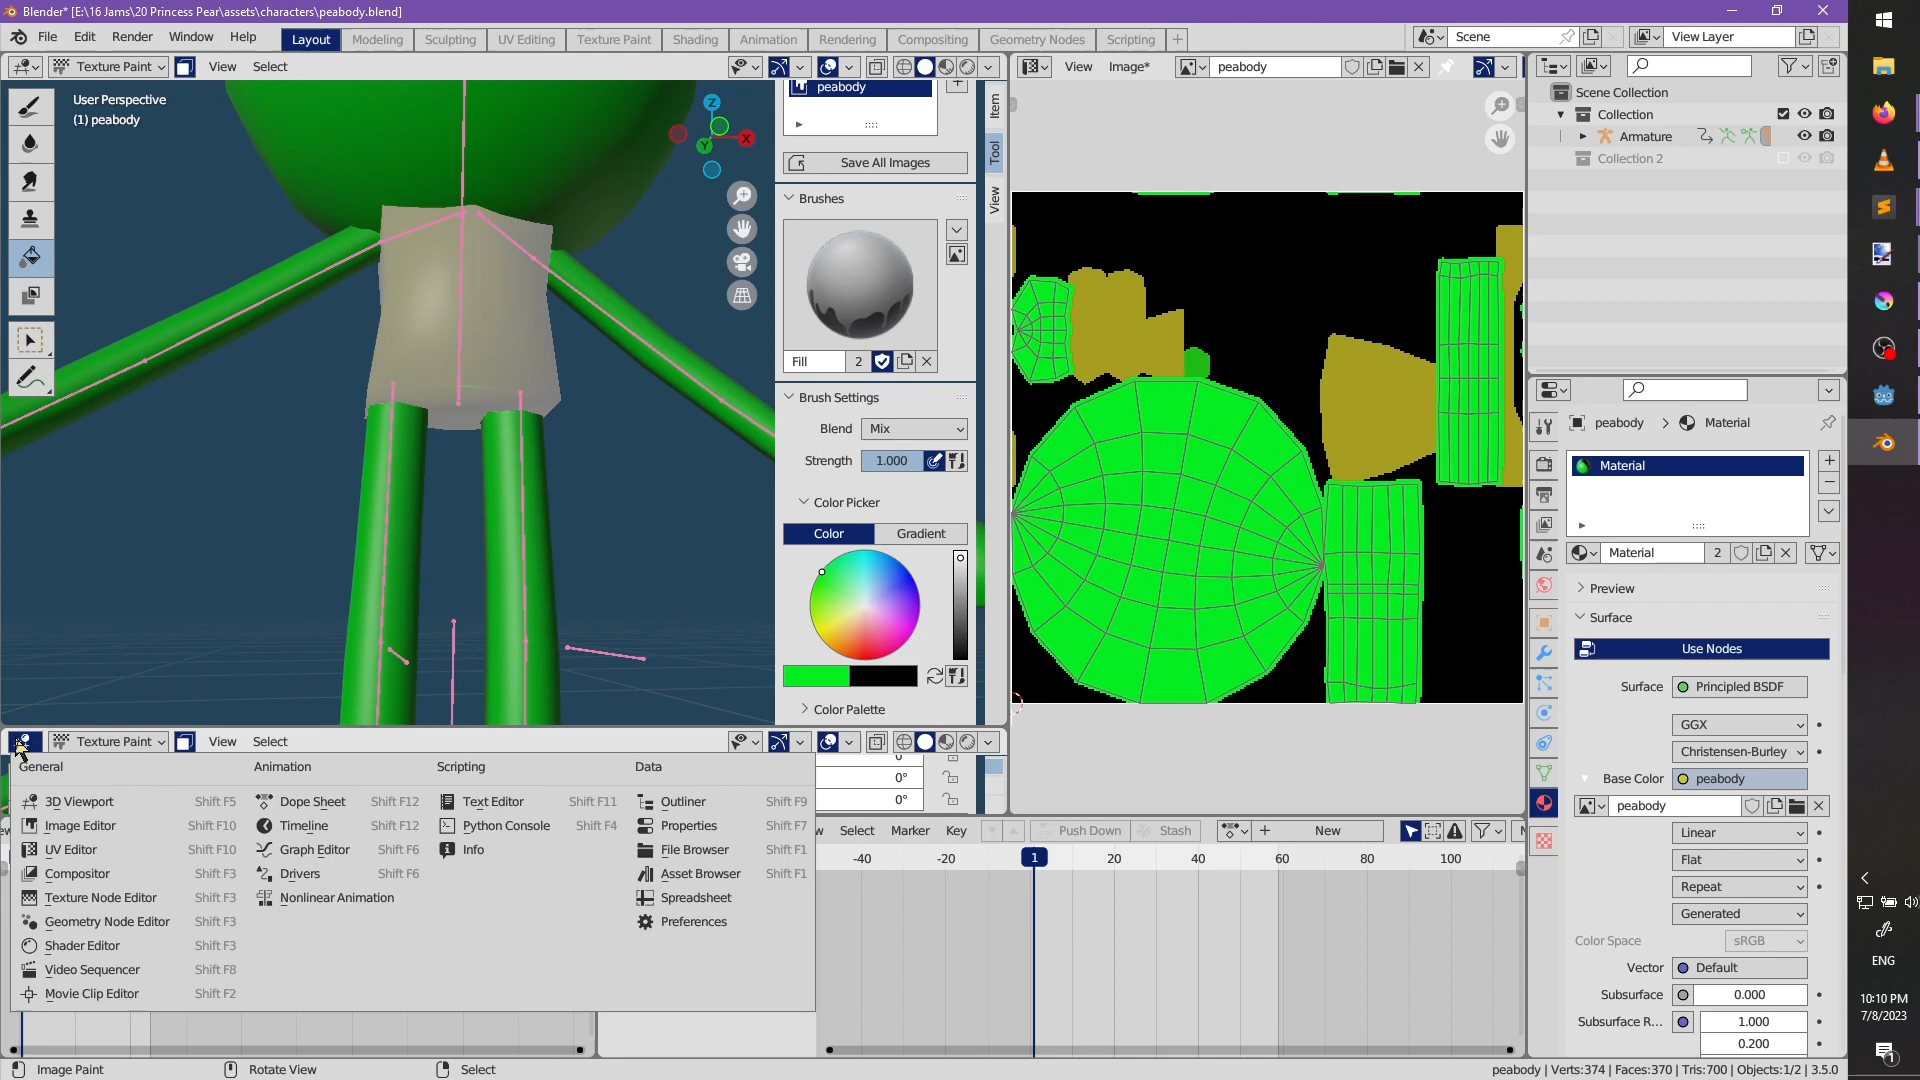 Blender* [E:\16 Jams\20 Princess Pear\assets\characters\peabody.blend]
File Edit Render Window Help
Layout Modeling Sculpting UV Editing Texture Paint Shading Animation Rendering Compositing Geometry Nodes Scripting +
Scene
View Layer
Texture Paint View Select
View Image* peabody
User Perspective
(1) peabody
Z
X
Y
peabody
Save All Images
Item
Tool
View
Brushes
Fill 2
Brush Settings
Blend Mix
Strength 1.000
Color Picker
Color Gradient
Color Palette
Scene Collection
Collection
Armature
Collection 2
peabody > Material
Material
Material 2
Preview
Surface
Use Nodes
Surface Principled BSDF
GGX
Christensen-Burley
Base Color peabody
peabody
Linear
Flat
Repeat
Generated
Color Space sRGB
Vector Default
Subsurface 0.000
Subsurface R... 1.000
0.200
Texture Paint View Select
General Animation Scripting Data
3D Viewport Shift F5 Dope Sheet Shift F12 Text Editor Shift F11 Outliner Shift F9
Image Editor Shift F10 Timeline Shift F12 Python Console Shift F4 Properties Shift F7
UV Editor Shift F10 Graph Editor Shift F6 Info File Browser Shift F1
Compositor Shift F3 Drivers Shift F6 Asset Browser Shift F1
Texture Node Editor Shift F3 Nonlinear Animation Spreadsheet
Geometry Node Editor Shift F3 Preferences
Shader Editor Shift F3
Video Sequencer Shift F8
Movie Clip Editor Shift F2
0°
0°
Select Marker Key Push Down Stash + New
-40 -20 1 20 40 60 80 100
Image Paint Rotate View Select
peabody | Verts:374 | Faces:370 | Tris:700 | Objects:1/2 | 3.5.0
ENG
10:10 PM
7/8/2023
1